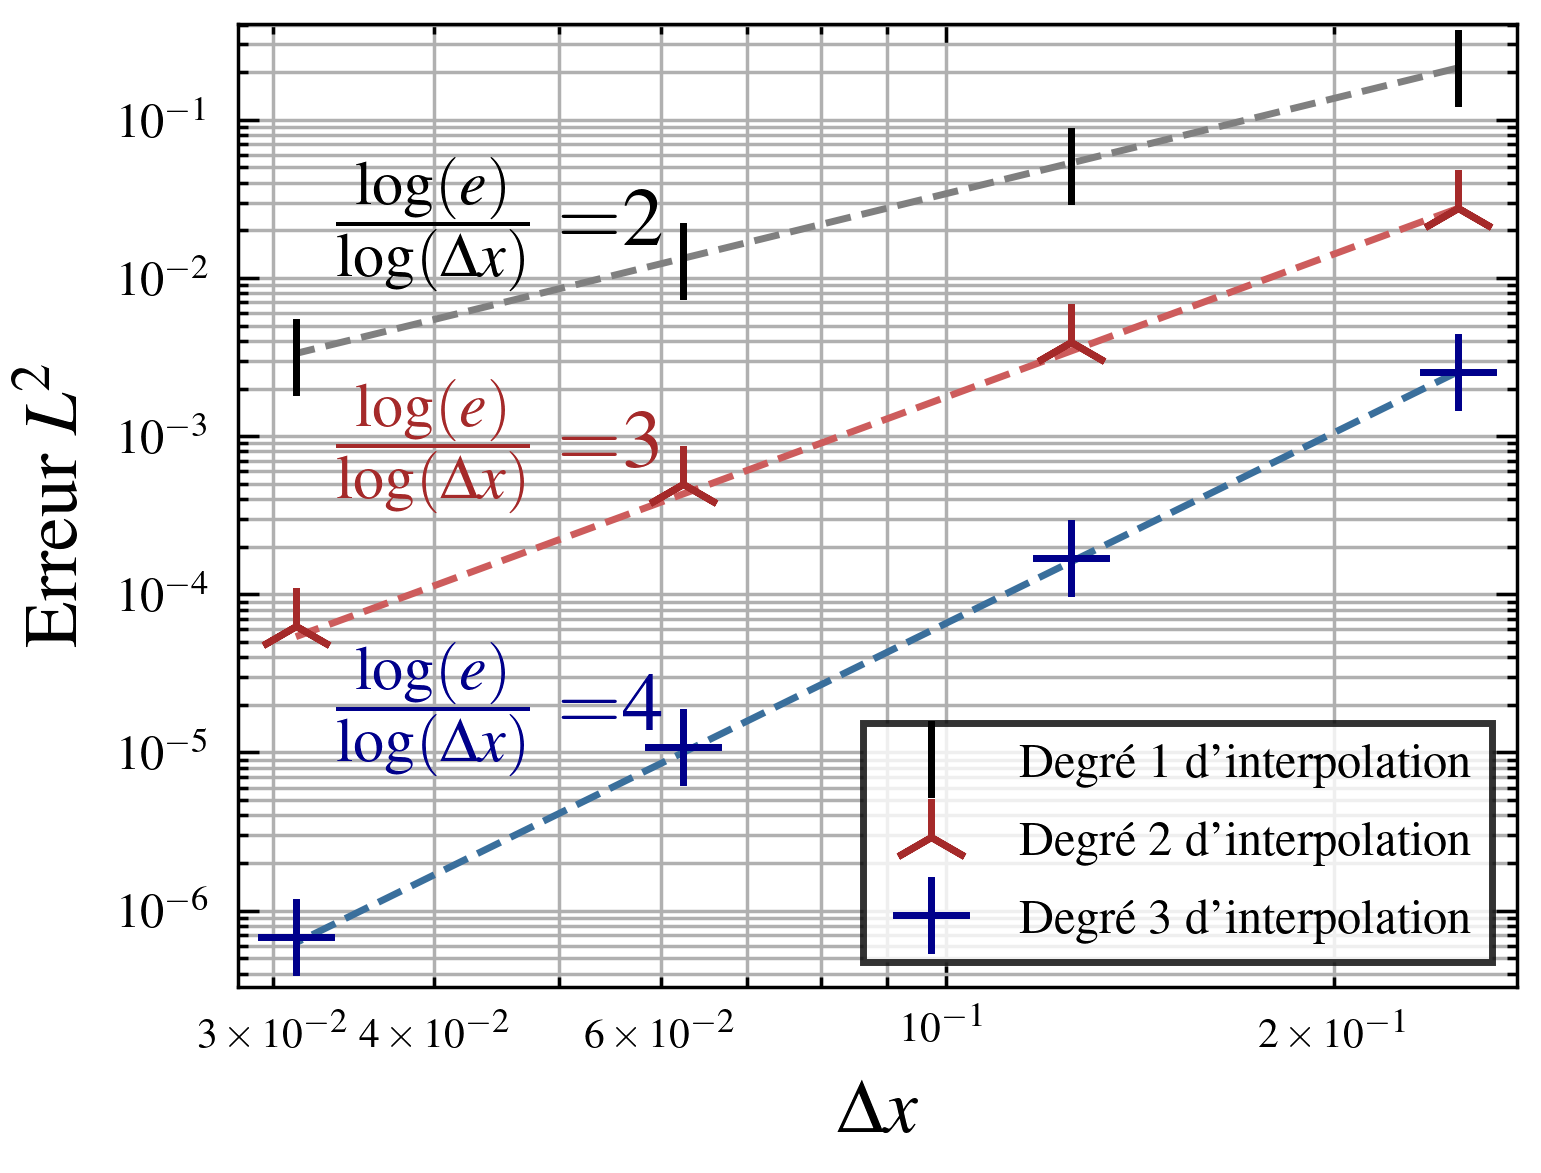 Erreur L²
10⁻¹
10⁻²
10⁻³
10⁻⁴
10⁻⁵
10⁻⁶
log(e)
log(Δx)
=2
log(e)
log(Δx)
=3
log(e)
log(Δx)
=4
Degré 1 d’interpolation
Degré 2 d’interpolation
Degré 3 d’interpolation
3 × 10⁻² 4 × 10⁻² 6 × 10⁻² 10⁻¹ 2 × 10⁻¹
Δx